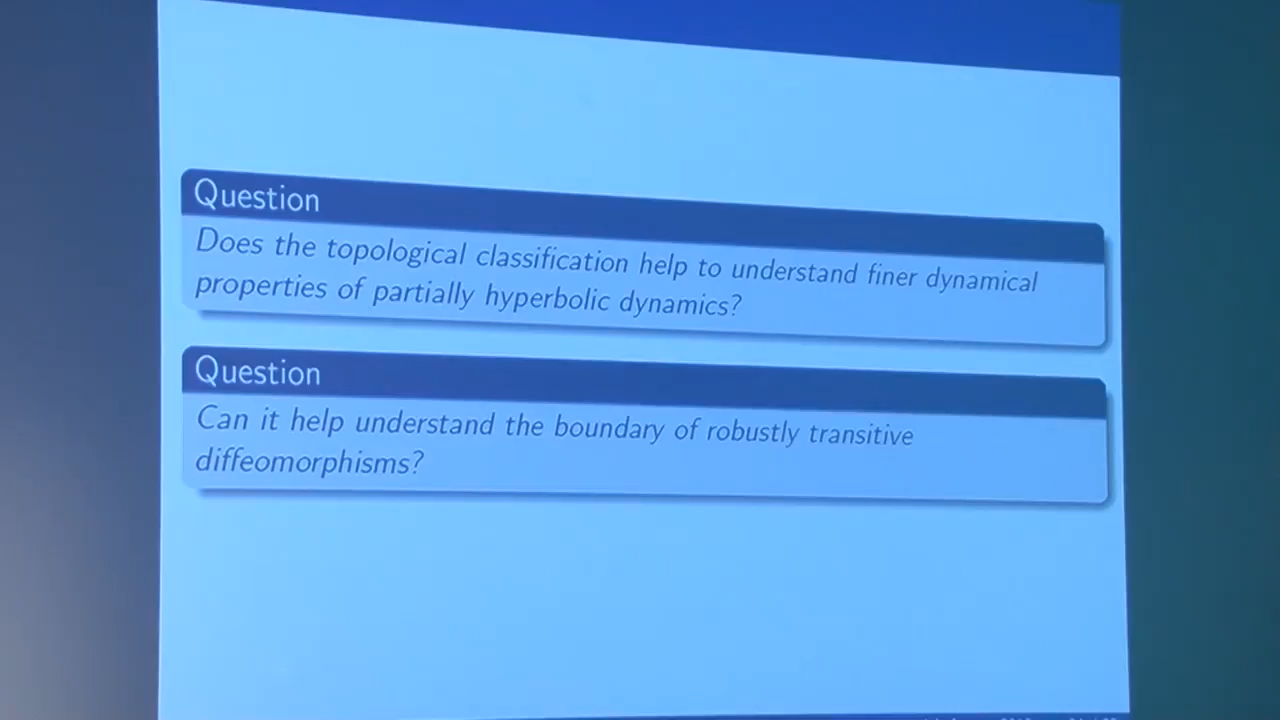 Question
Does the topological classification help to understand finer dynamical
properties of partially hyperbolic dynamics?
Question
Can it help understand the boundary of robustly transitive
diffeomorphisms?